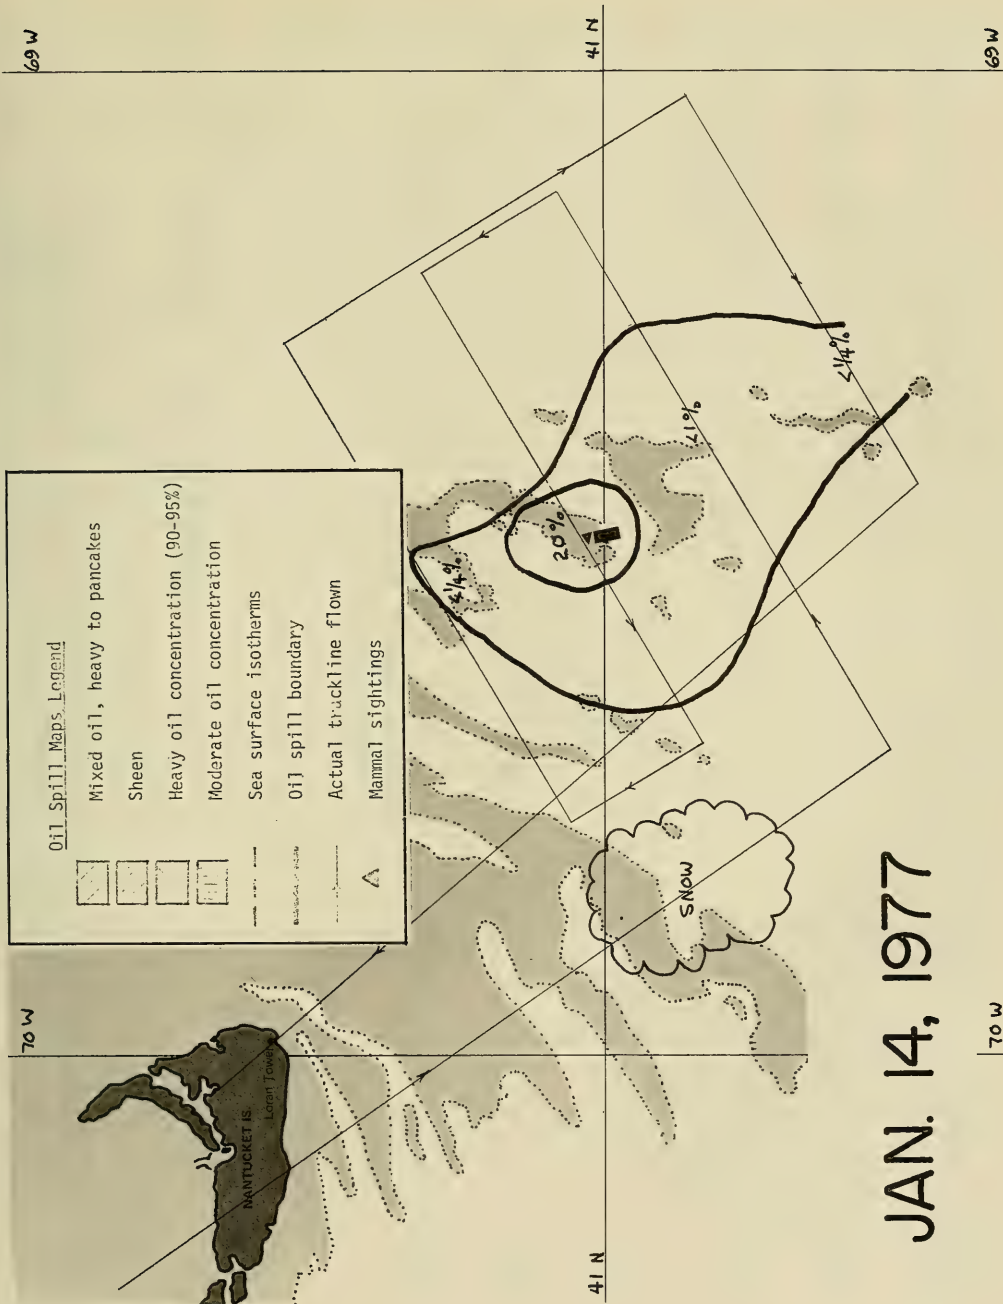 Oil Spill Maps Legend
Mixed oil, heavy to pancakes
Sheen
Heavy oil concentration (90-95%)
Moderate oil concentration
Sea surface isotherms
Oil spill boundary
Actual trackline flown
Mammal sightings
70 W
69 W
NANTUCKET IS.
Loran Tower
<1/4%
20%
41 N
41 N
<1%
<1/4%
SNOW
70 W
69 W
JAN. 14, 1977